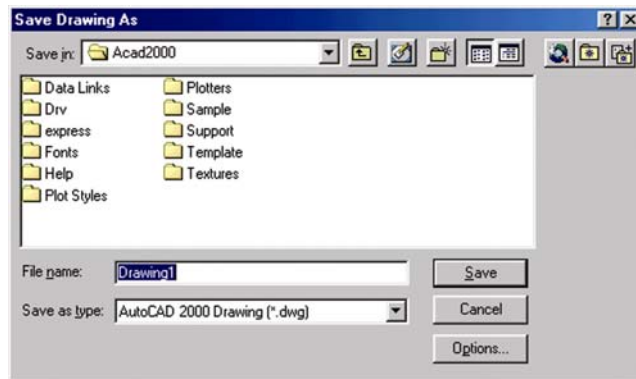 Save Drawing As
Save in: Acad2000
Data Links
Drv
express
Fonts
Help
Plot Styles
Plotters
Sample
Support
Template
Textures
File name: Drawing1 Save
Save as type: AutoCAD 2000 Drawing (*.dwg) Cancel
Options...